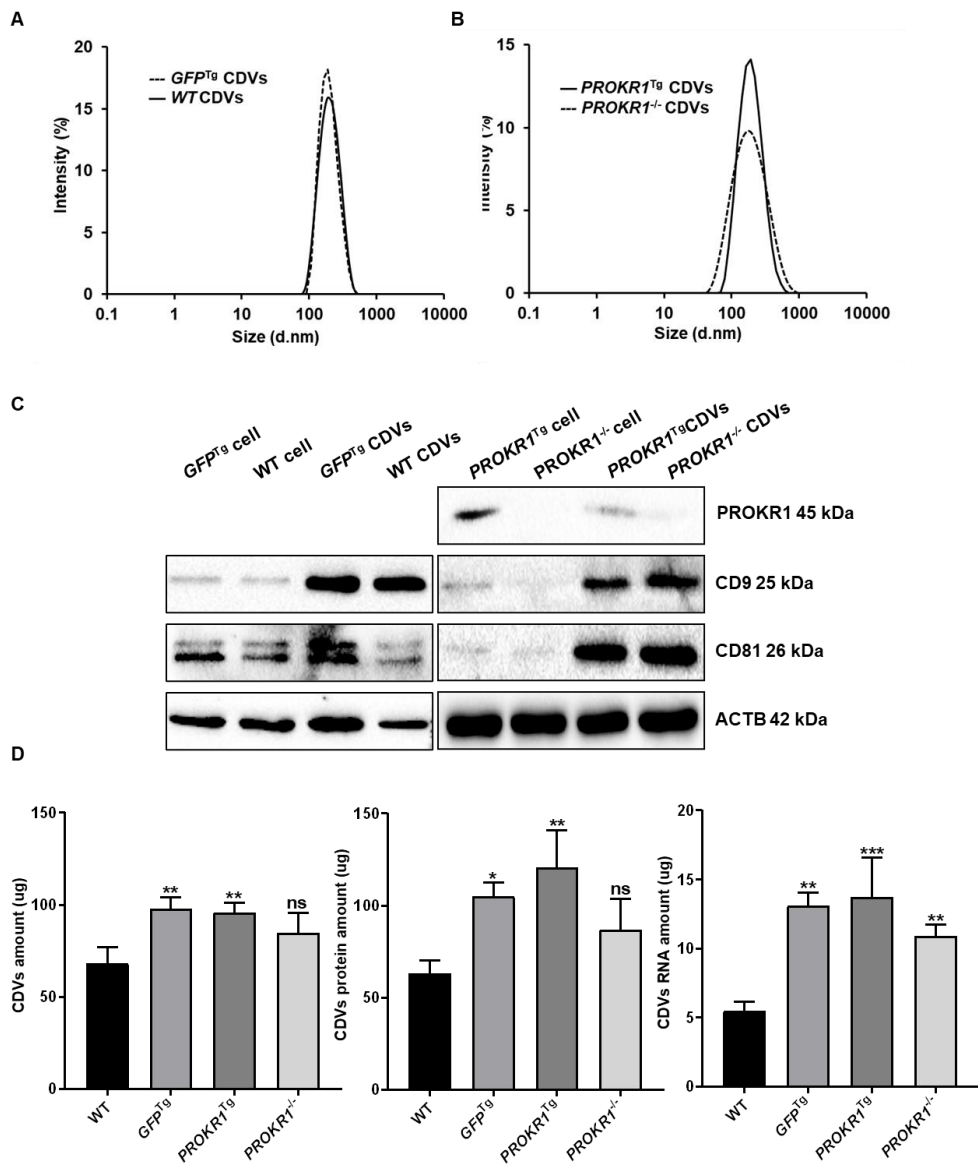 A
20
15
10
5
0
Intensity (%)
GFPTg CDVs
WT CDVs
0.1 1 10 100 1000 10000
Size (d.nm)
B
15
10
5
0
Intensity (%)
PROKR1Tg CDVs
PROKR1-/- CDVs
0.1 1 10 100 1000 10000
Size (d.nm)
C
GFPTg cell
WT cell
GFPTg CDVs
WT CDVs
PROKR1Tg cell
PROKR1-/- cell
PROKR1TgCDVs
PROKR1-/- CDVs
PROKR1 45 kDa
CD9 25 kDa
CD81 26 kDa
ACTB 42 kDa
D
150
100
50
0
CDVs amount (ug)
**
**
ns
WT
GFPTg
PROKR1Tg
PROKR1-/-
150
100
50
0
CDVs protein amount (ug)
*
**
ns
WT
GFPTg
PROKR1Tg
PROKR1-/-
20
15
10
5
0
CDVs RNA amount (ug)
**
***
**
WT
GFPTg
PROKR1Tg
PROKR1-/-